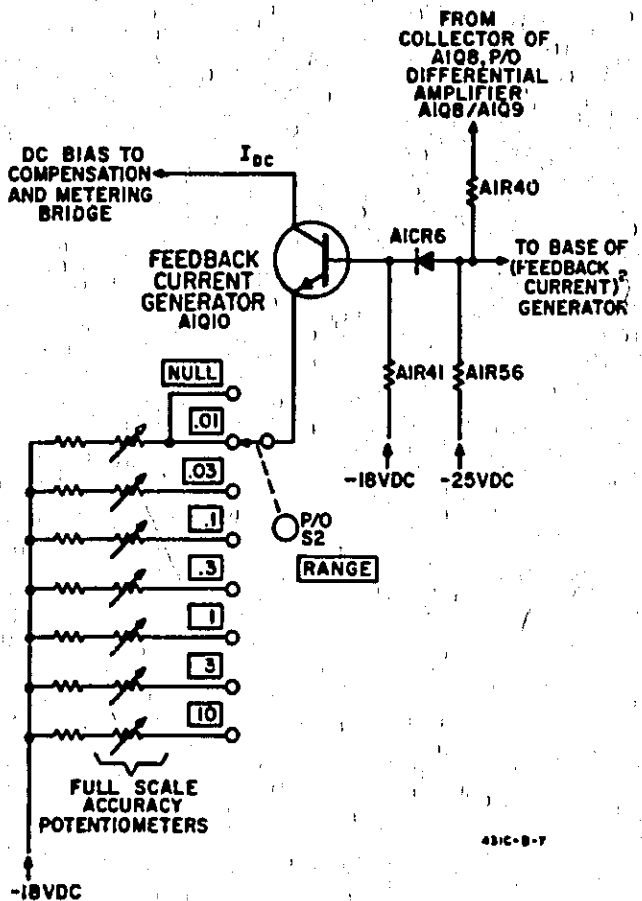 FROM
COLLECTOR OF
A1Q8, P/O
DIFFERENTIAL
AMPLIFIER
A1Q8/A1Q9
DC BIAS TO
COMPENSATION
AND METERING
BRIDGE
I DC
A1R40
FEEDBACK
CURRENT
GENERATOR
A1Q10
A1CR6
TO BASE OF
(FEEDBACK
CURRENT)²
GENERATOR
A1R41
A1R56
-18VDC
-25VDC
NULL
.01
.03
.1
.3
1
3
10
P/O
S2
RANGE
FULL SCALE
ACCURACY
POTENTIOMETERS
-18VDC
431C-B-7